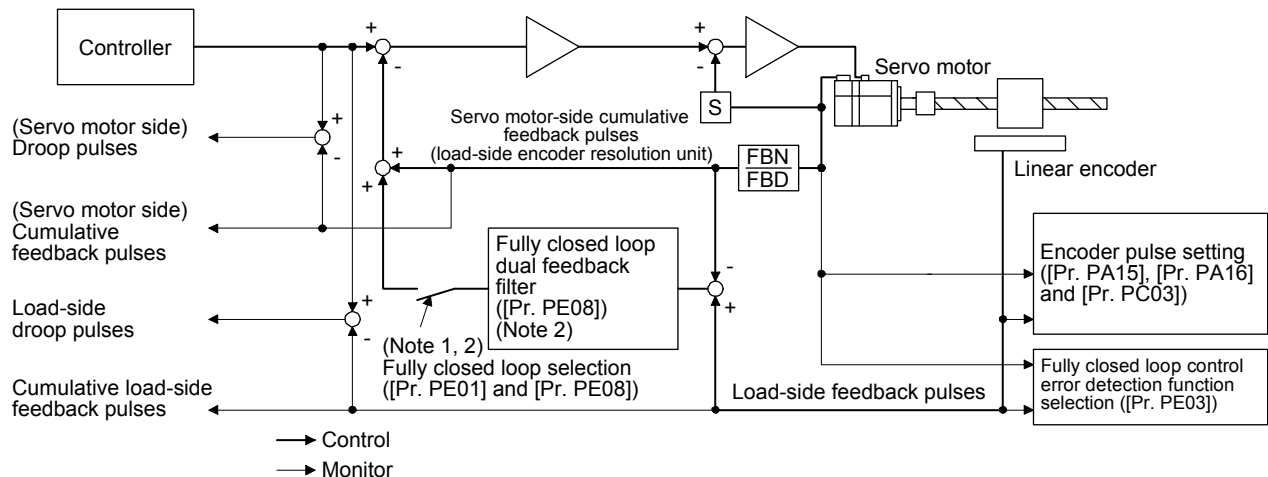 Controller
+
-
+
-
S
Servo motor
Linear encoder
(Servo motor side)
Droop pulses
+
-
Servo motor-side cumulative
feedback pulses
(load-side encoder resolution unit)
+
+
FBN
FBD
(Servo motor side)
Cumulative
feedback pulses
Fully closed loop
dual feedback
filter
([Pr. PE08])
(Note 2)
-
+
Encoder pulse setting
([Pr. PA15], [Pr. PA16]
and [Pr. PC03])
Load-side
droop pulses
+
-
(Note 1, 2)
Fully closed loop selection
([Pr. PE01] and [Pr. PE08])
Fully closed loop control
error detection function
selection ([Pr. PE03])
Cumulative load-side
feedback pulses
Load-side feedback pulses
Control
Monitor